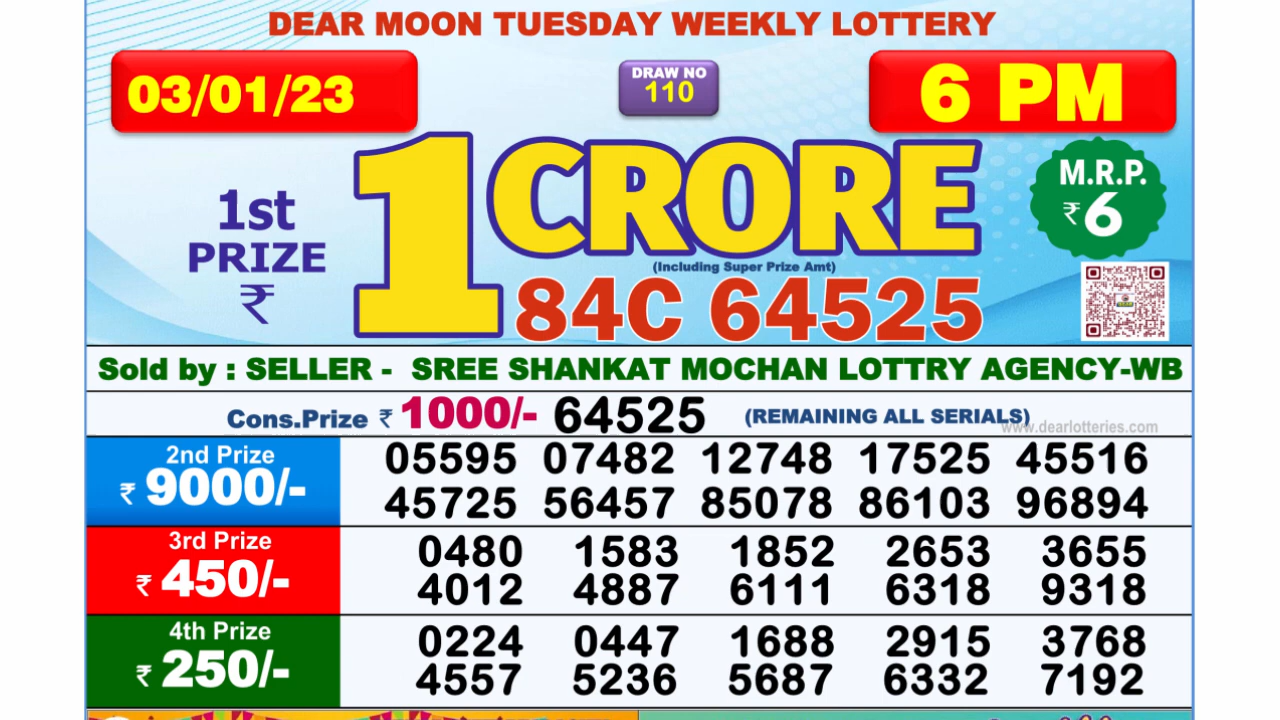 DEAR MOON TUESDAY WEEKLY LOTTERY
03/01/23
DRAW NO
110
6 PM
1st
PRIZE
₹
1 CRORE
(Including Super Prize Amt)
84C 64525
M.R.P.
₹ 6
Sold by : SELLER - SREE SHANKAT MOCHAN LOTTRY AGENCY-WB
Cons.Prize ₹ 1000/- 64525 (REMAINING ALL SERIALS)
www.dearlotteries.com
2nd Prize
₹ 9000/-
05595 07482 12748 17525 45516
45725 56457 85078 86103 96894
3rd Prize
₹ 450/-
0480 1583 1852 2653 3655
4012 4887 6111 6318 9318
4th Prize
₹ 250/-
0224 0447 1688 2915 3768
4557 5236 5687 6332 7192